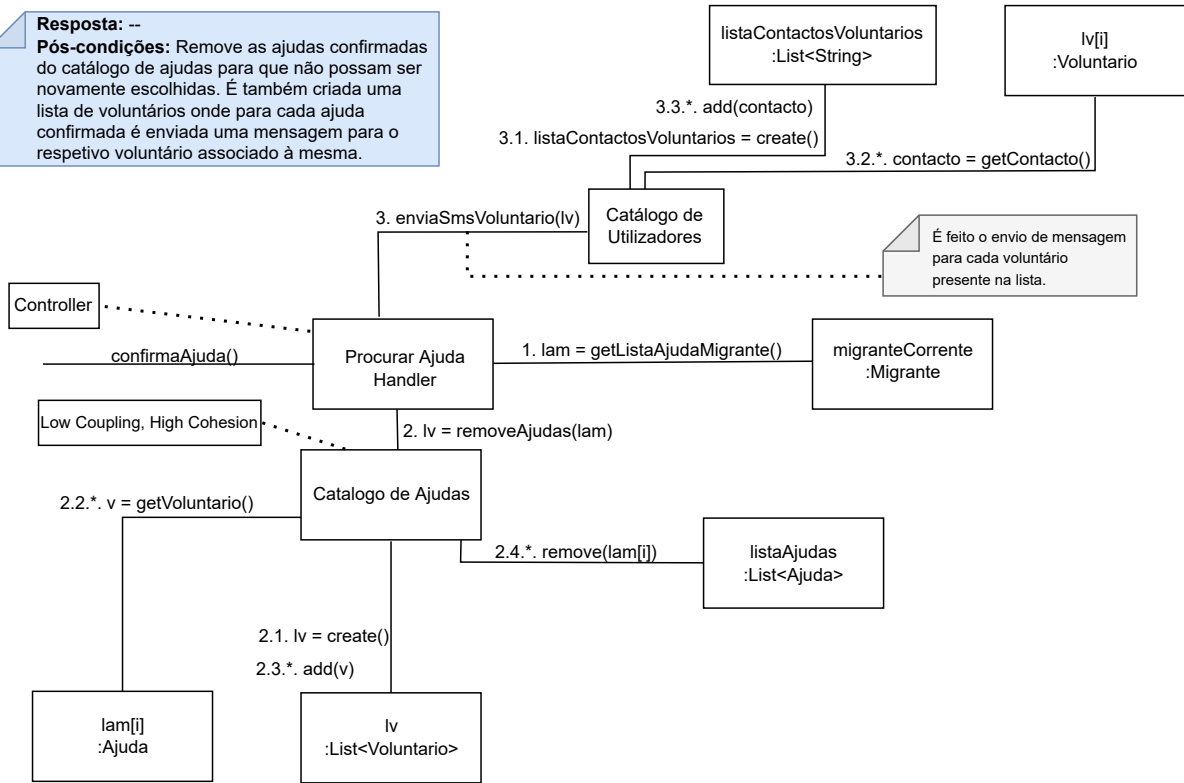 Resposta: --
Pós-condições: Remove as ajudas confirmadas
do catálogo de ajudas para que não possam ser
novamente escolhidas. É também criada uma
lista de voluntários onde para cada ajuda
confirmada é enviada uma mensagem para o
respetivo voluntário associado à mesma.
listaContactosVoluntarios
:List<String>
lv[i]
:Voluntario
3.3.*. add(contacto)
3.1. listaContactosVoluntarios = create()
3.2.*. contacto = getContacto()
3. enviaSmsVoluntario(lv)
Catálogo de
Utilizadores
É feito o envio de mensagem
para cada voluntário
presente na lista.
Controller
confirmaAjuda()
Procurar Ajuda
Handler
1. lam = getListaAjudaMigrante()
migranteCorrente
:Migrante
Low Coupling, High Cohesion
2. lv = removeAjudas(lam)
Catalogo de Ajudas
2.2.*. v = getVoluntario()
2.4.*. remove(lam[i])
listaAjudas
:List<Ajuda>
2.1. lv = create()
2.3.*. add(v)
lam[i]
:Ajuda
lv
:List<Voluntario>